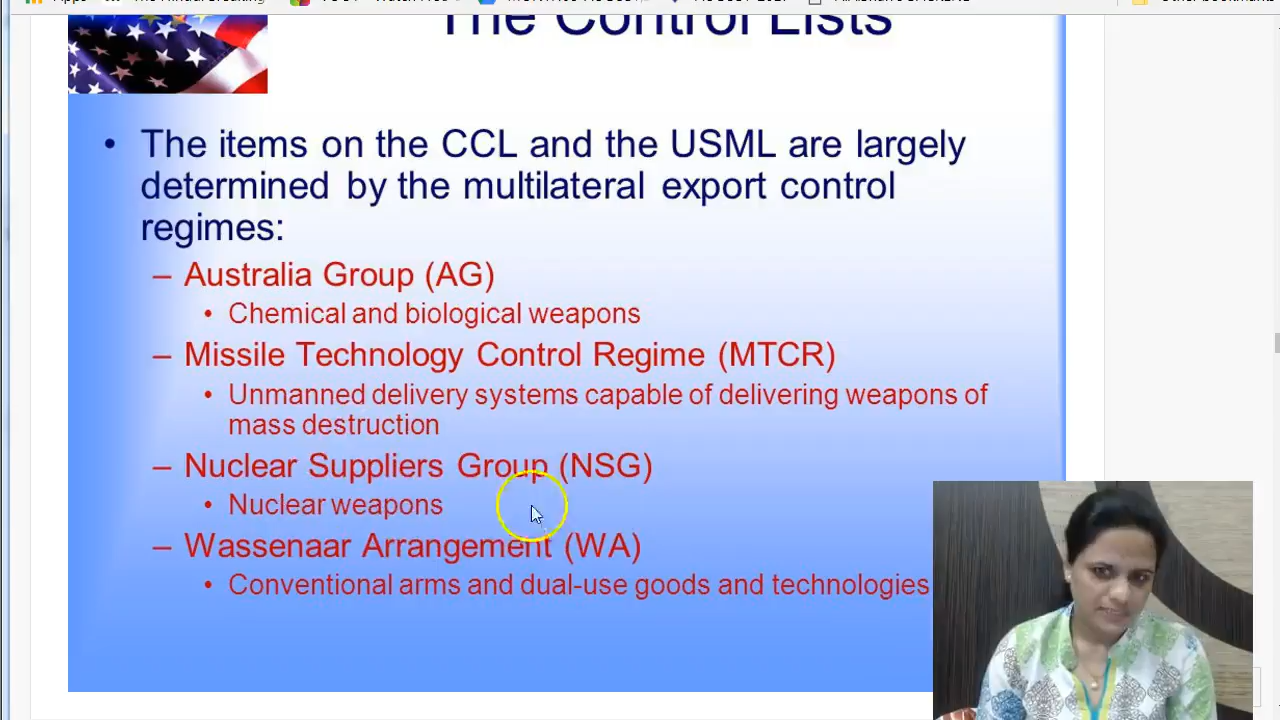 The Control Lists
• The items on the CCL and the USML are largely
determined by the multilateral export control
regimes:
– Australia Group (AG)
• Chemical and biological weapons
– Missile Technology Control Regime (MTCR)
• Unmanned delivery systems capable of delivering weapons of
mass destruction
– Nuclear Suppliers Group (NSG)
• Nuclear weapons
– Wassenaar Arrangement (WA)
• Conventional arms and dual-use goods and technologies